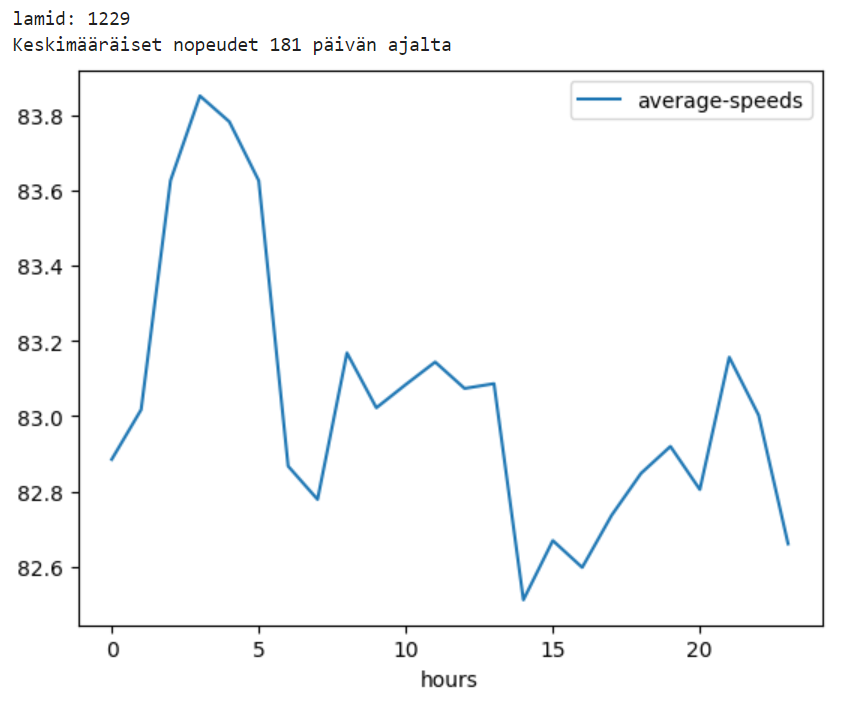 lamid: 1229
Keskimääräiset nopeudet 181 päivän ajalta
average-speeds
83.8
83.6
83.4
83.2
83.0
82.8
82.6
0 5 10 15 20
hours